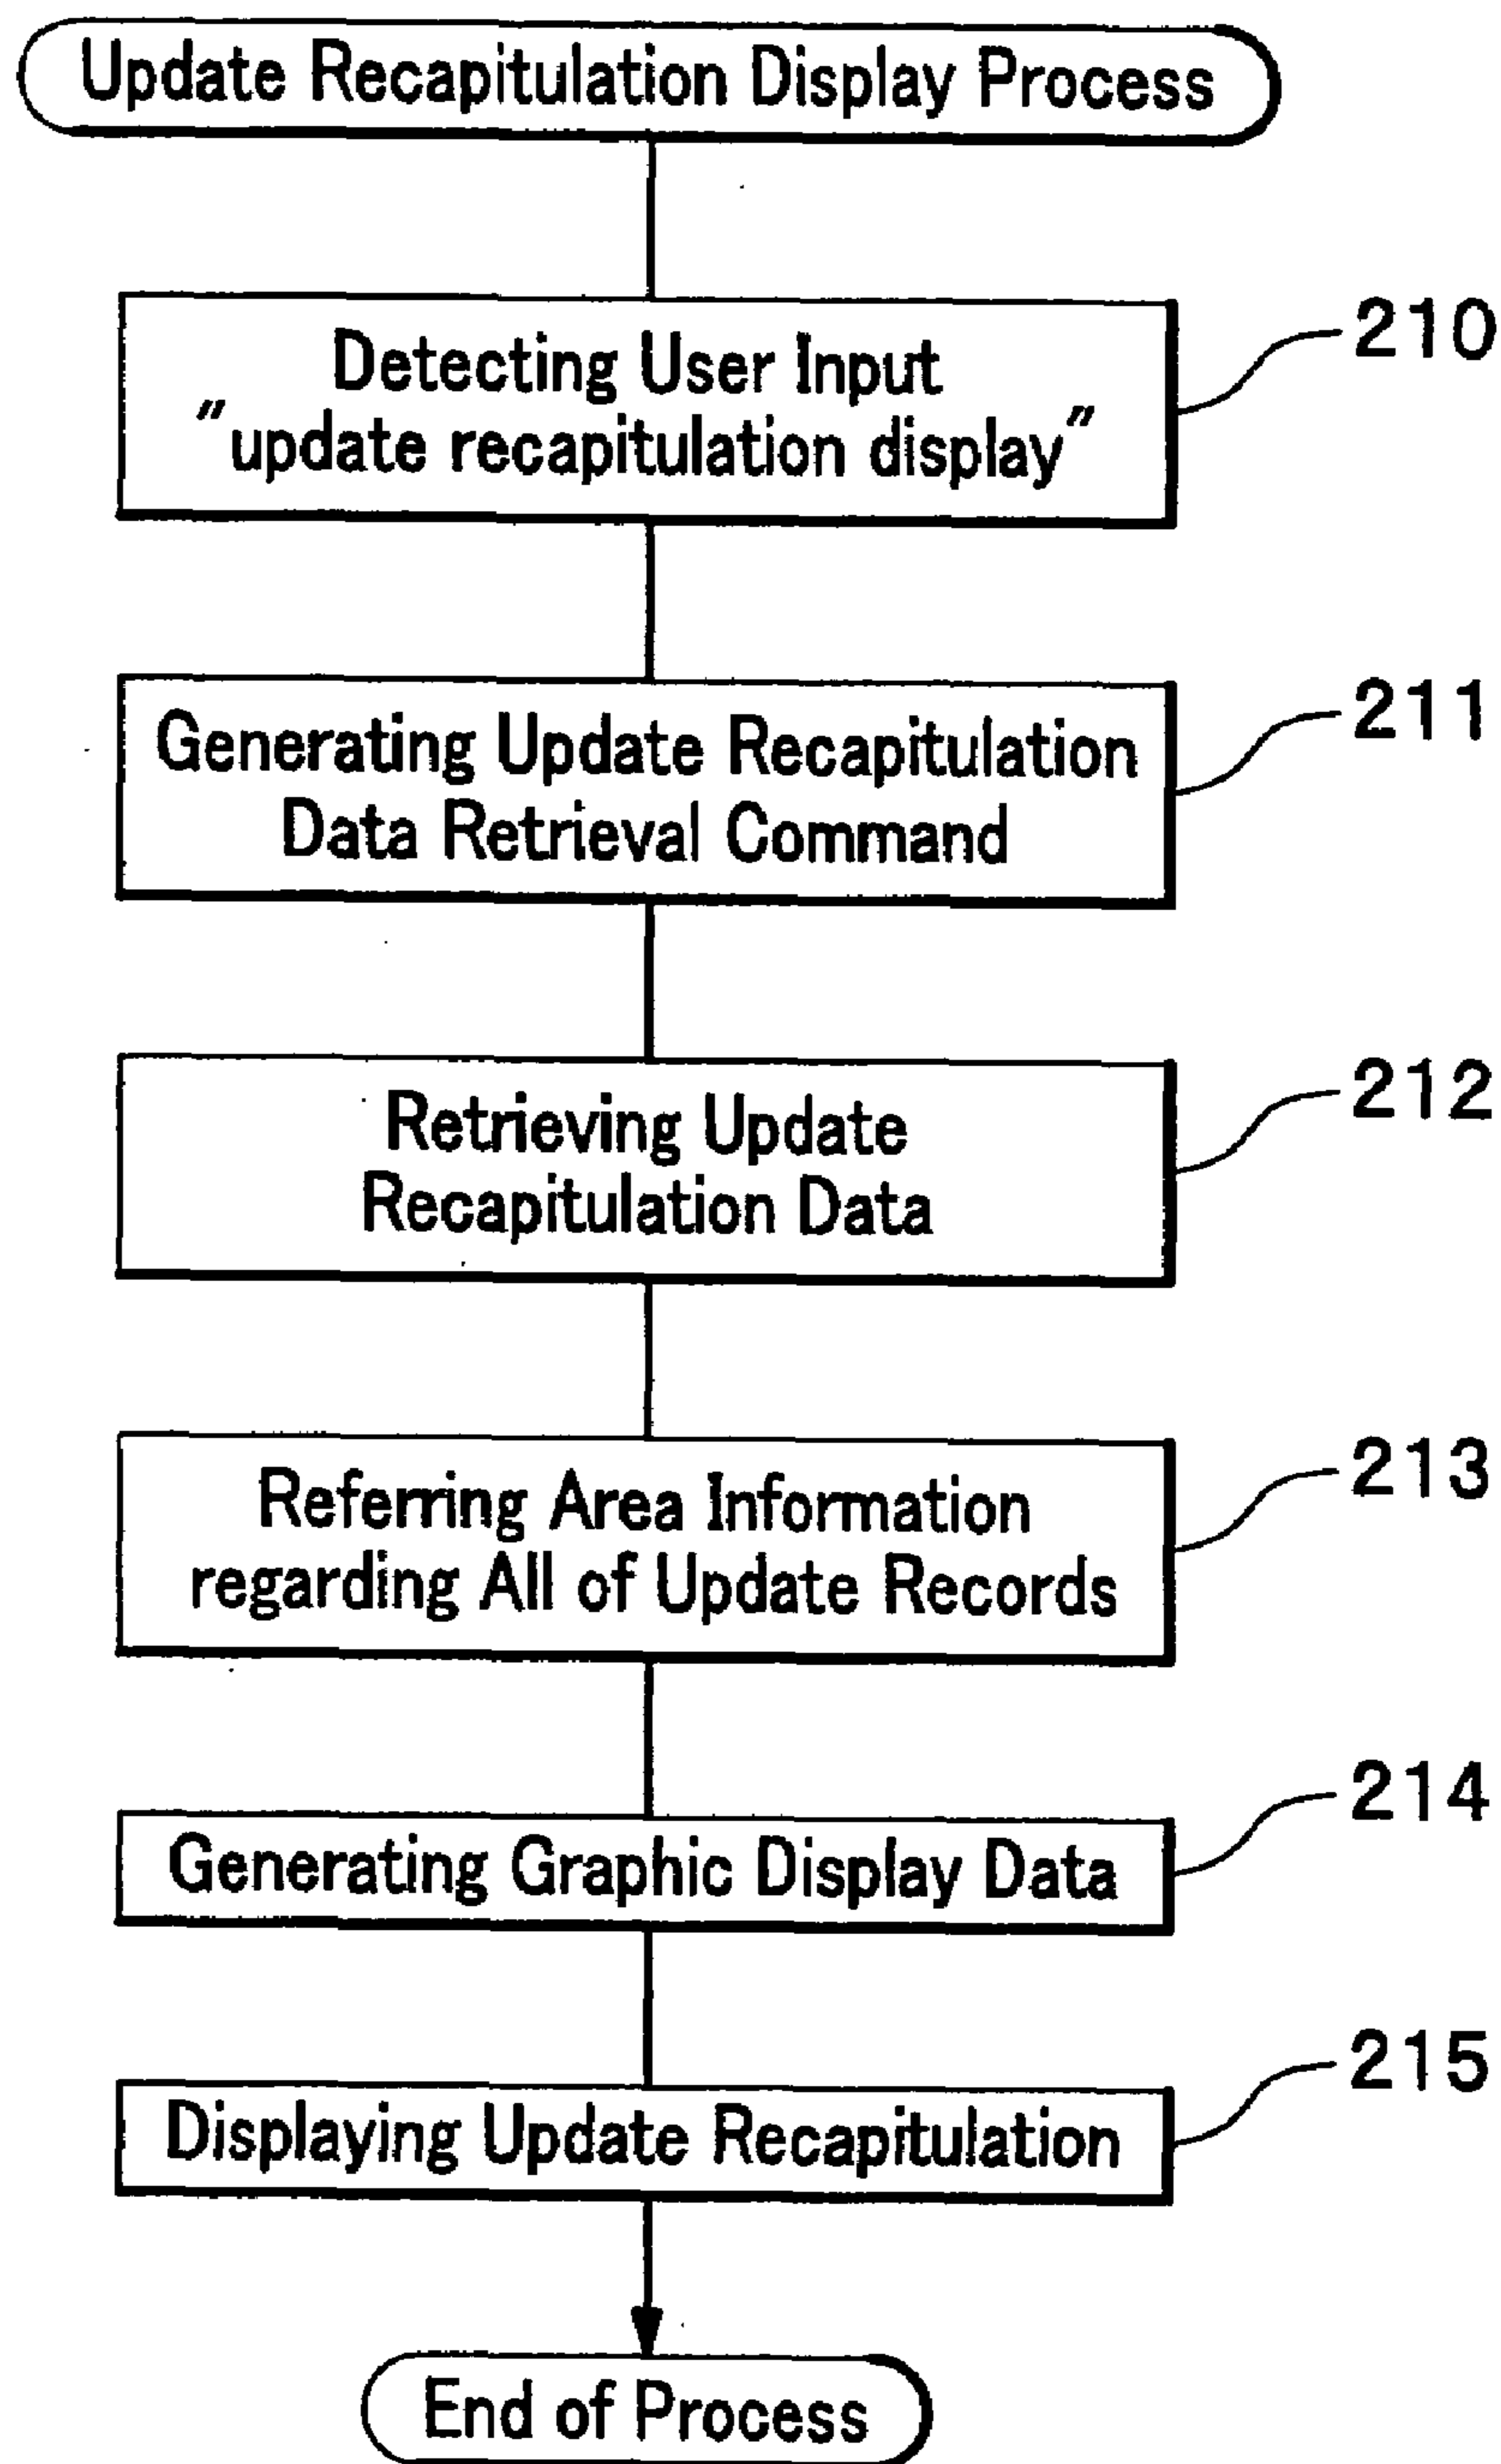 Update Recapitulation Display Process
Detecting User Input
"update recapitulation display"
210
Generating Update Recapitulation
Data Retrieval Command
211
Retrieving Update
Recapitulation Data
212
Referring Area Information
regarding All of Update Records
213
Generating Graphic Display Data
214
Displaying Update Recapitulation
215
End of Process